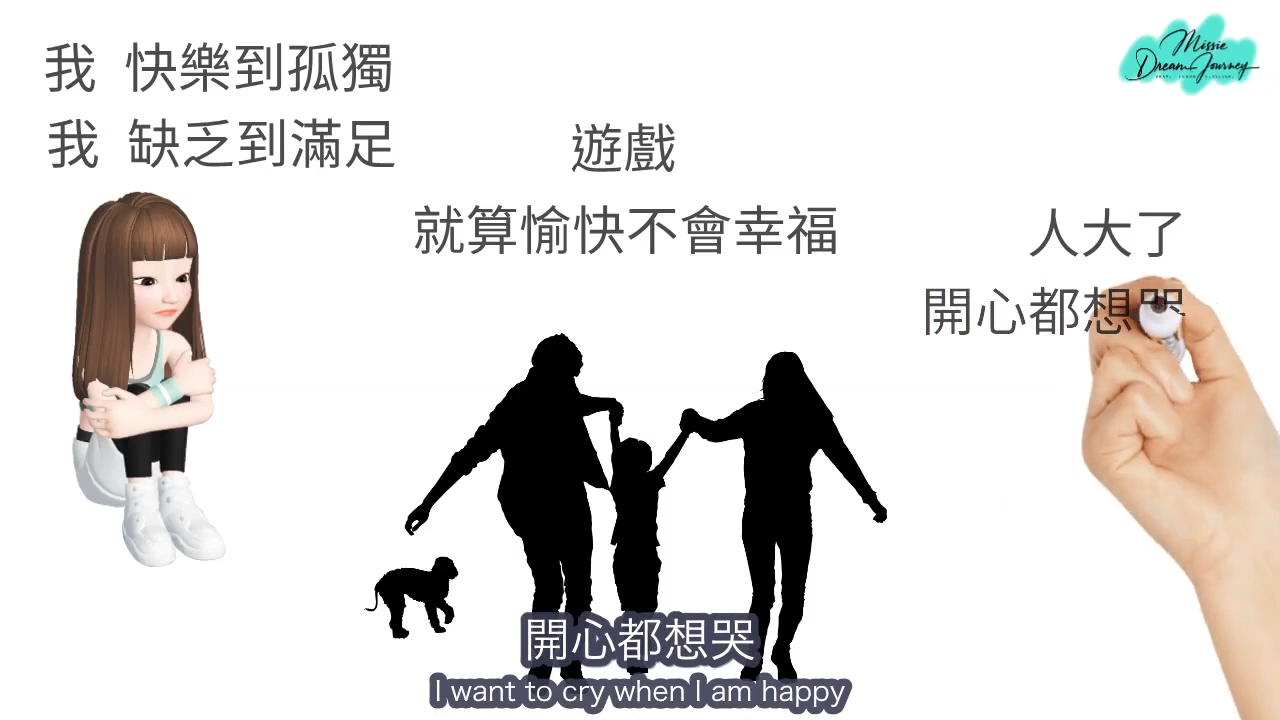 我 快樂到孤獨
我 缺乏到滿足
遊戲
就算愉快不會幸福
人大了
開心都想哭
Missie
Dream Journey
開心都想哭
I want to cry when I am happy